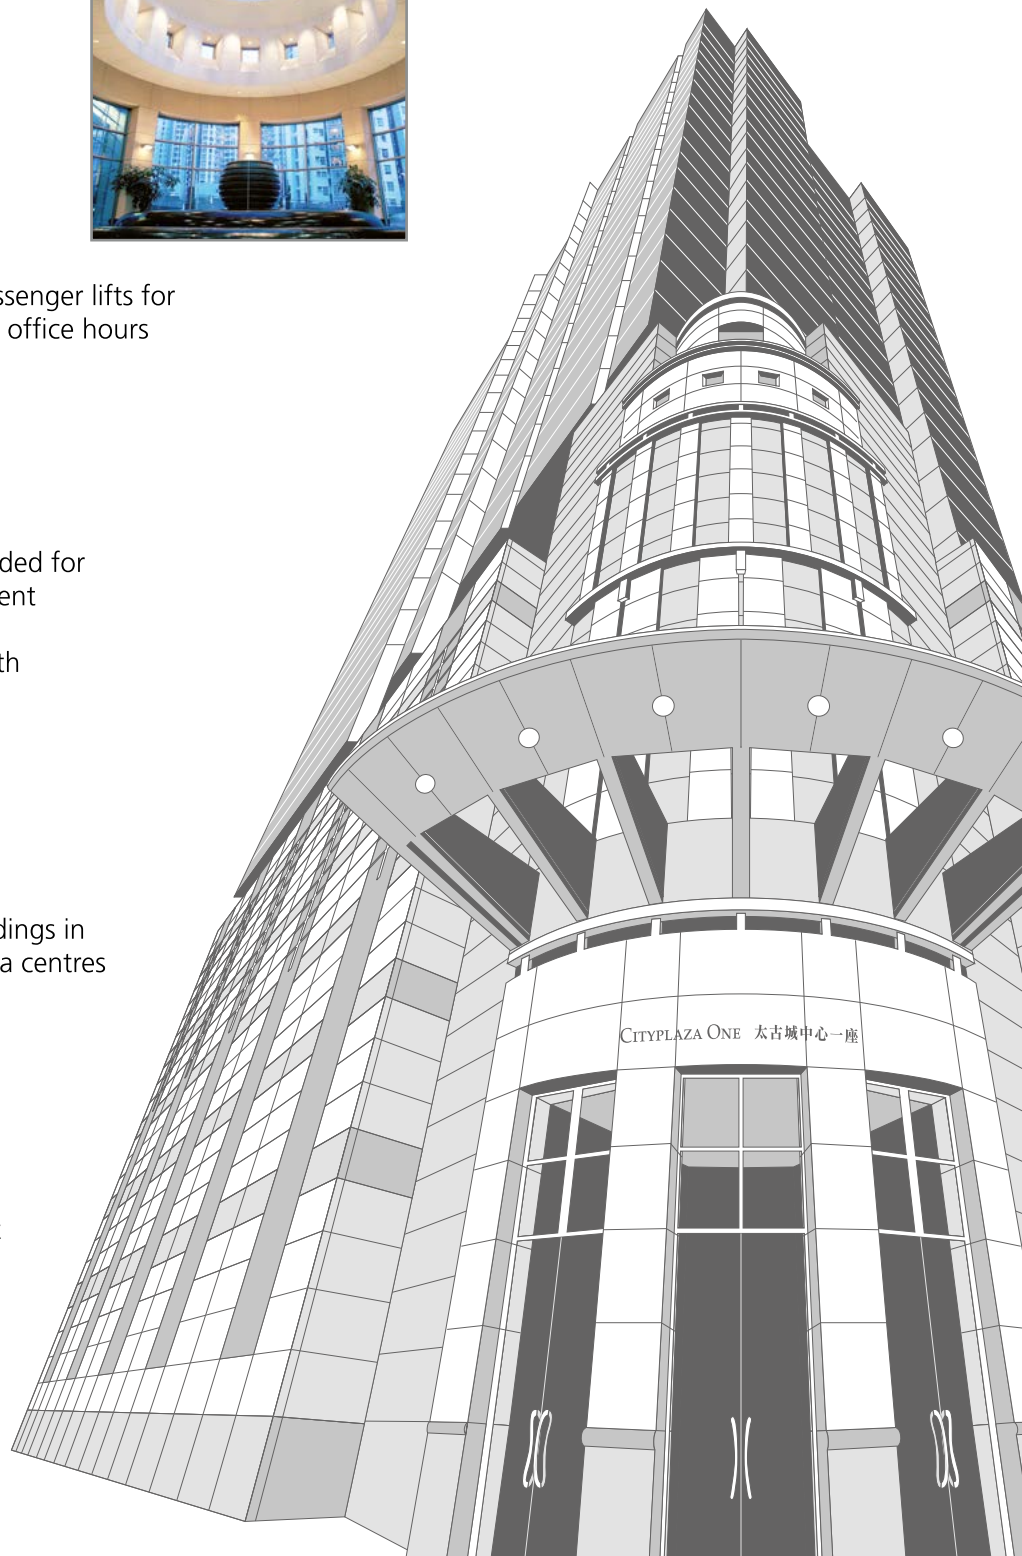 ssenger lifts for
office hours
ded for
ent
th
dings in
a centres
CITYPLAZA ONE 太古城中心一座